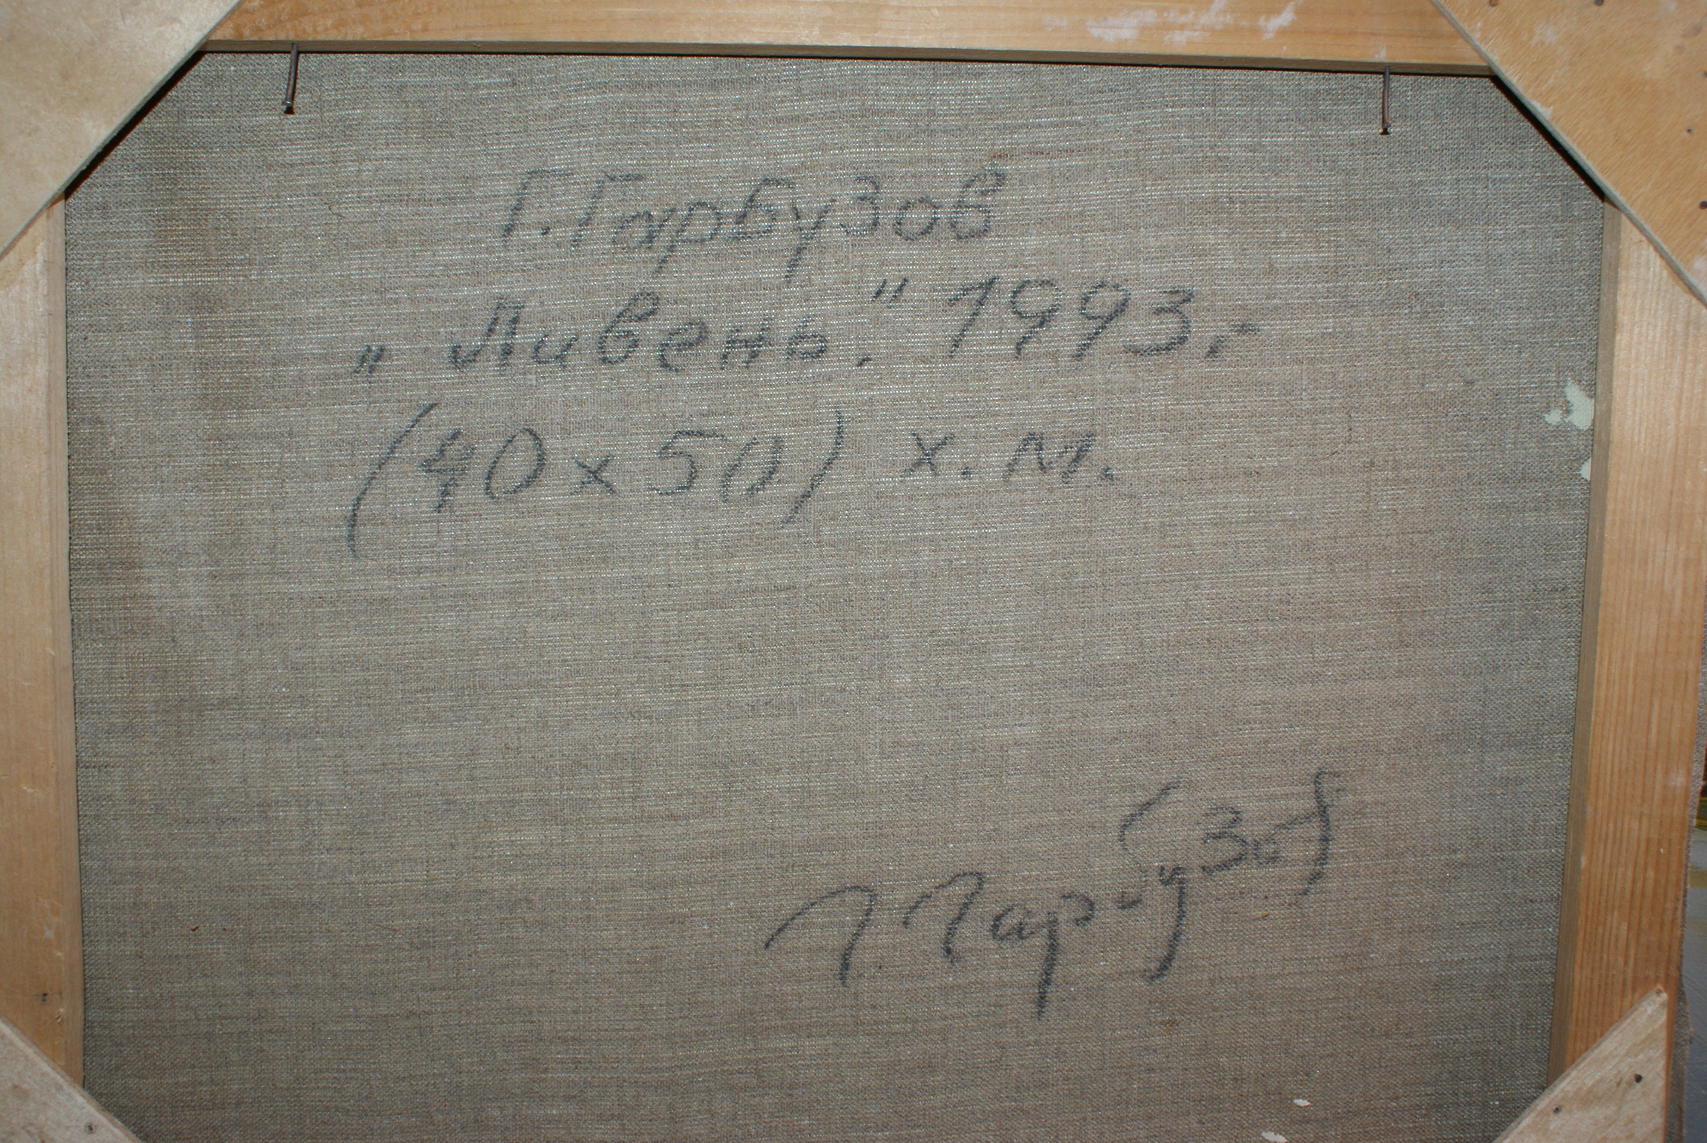 Г. Гарбузов
„Ливень." 1993.-
(40 x 50) х. м.
Г Гарбузов